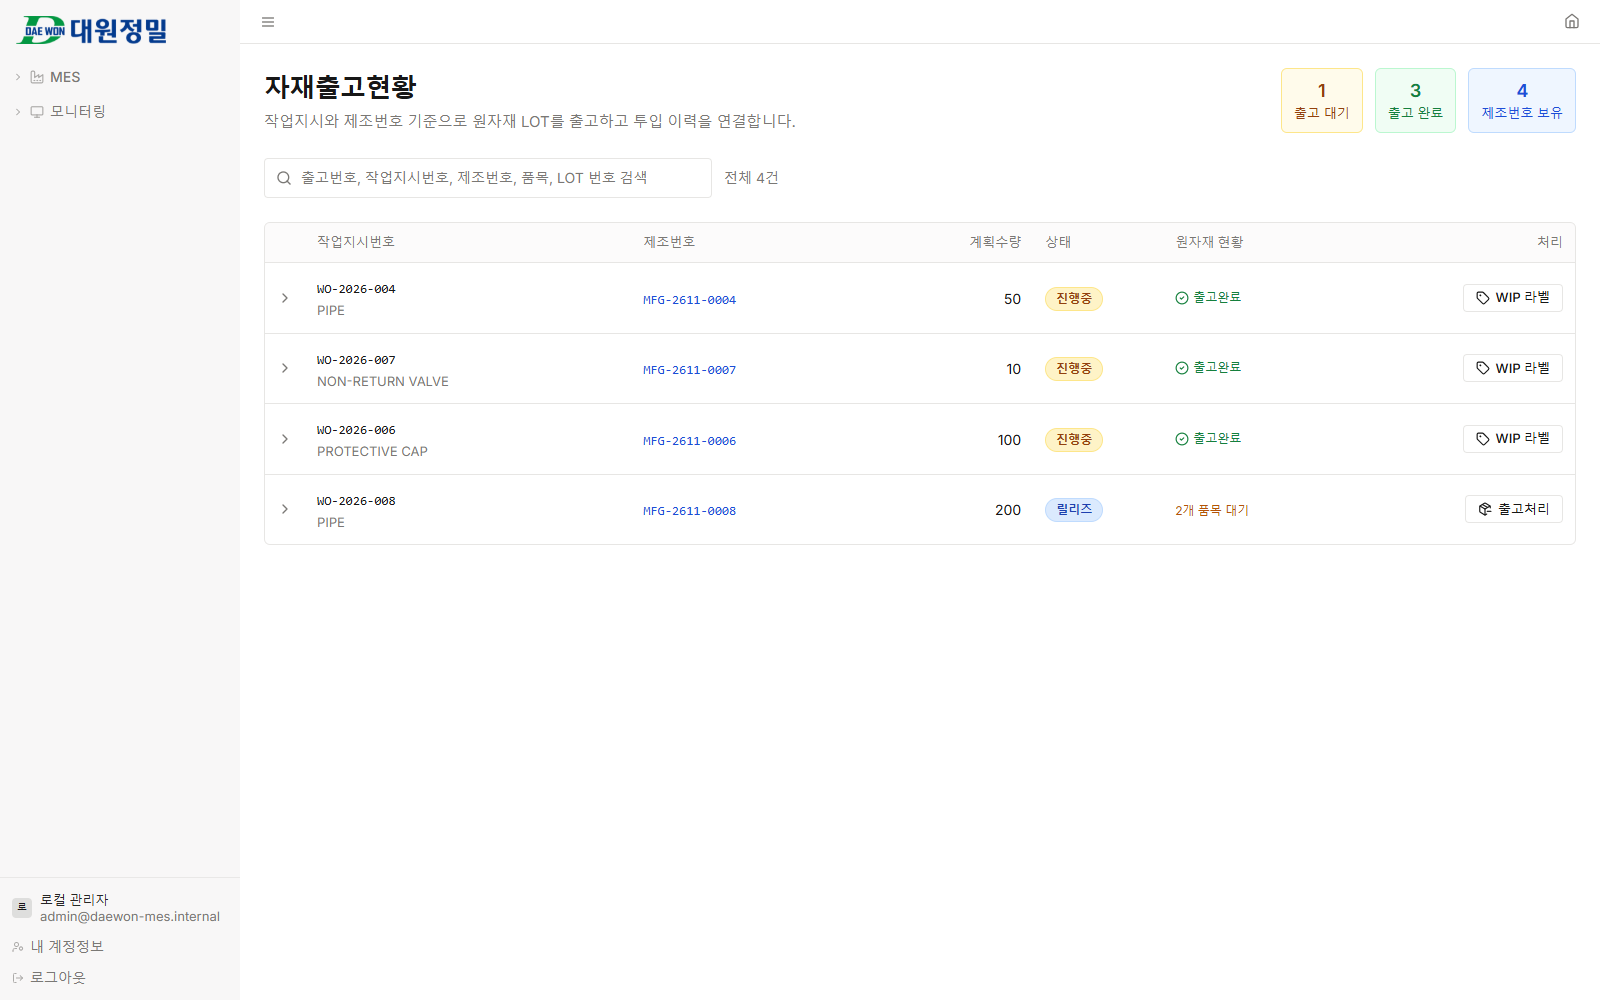 DAE WON 대원정밀
MES
모니터링
자재출고현황
작업지시와 제조번호 기준으로 원자재 LOT를 출고하고 투입 이력을 연결합니다.
1
출고 대기
3
출고 완료
4
제조번호 보유
출고번호, 작업지시번호, 제조번호, 품목, LOT 번호 검색
전체 4건
작업지시번호 제조번호 계획수량 상태 원자재 현황 처리
WO-2026-004
PIPE
MFG-2611-0004 50 진행중 출고완료 WIP 라벨
WO-2026-007
NON-RETURN VALVE
MFG-2611-0007 10 진행중 출고완료 WIP 라벨
WO-2026-006
PROTECTIVE CAP
MFG-2611-0006 100 진행중 출고완료 WIP 라벨
WO-2026-008
PIPE
MFG-2611-0008 200 릴리즈 2개 품목 대기 출고처리
로 로컬 관리자
admin@daewon-mes.internal
내 계정정보
로그아웃